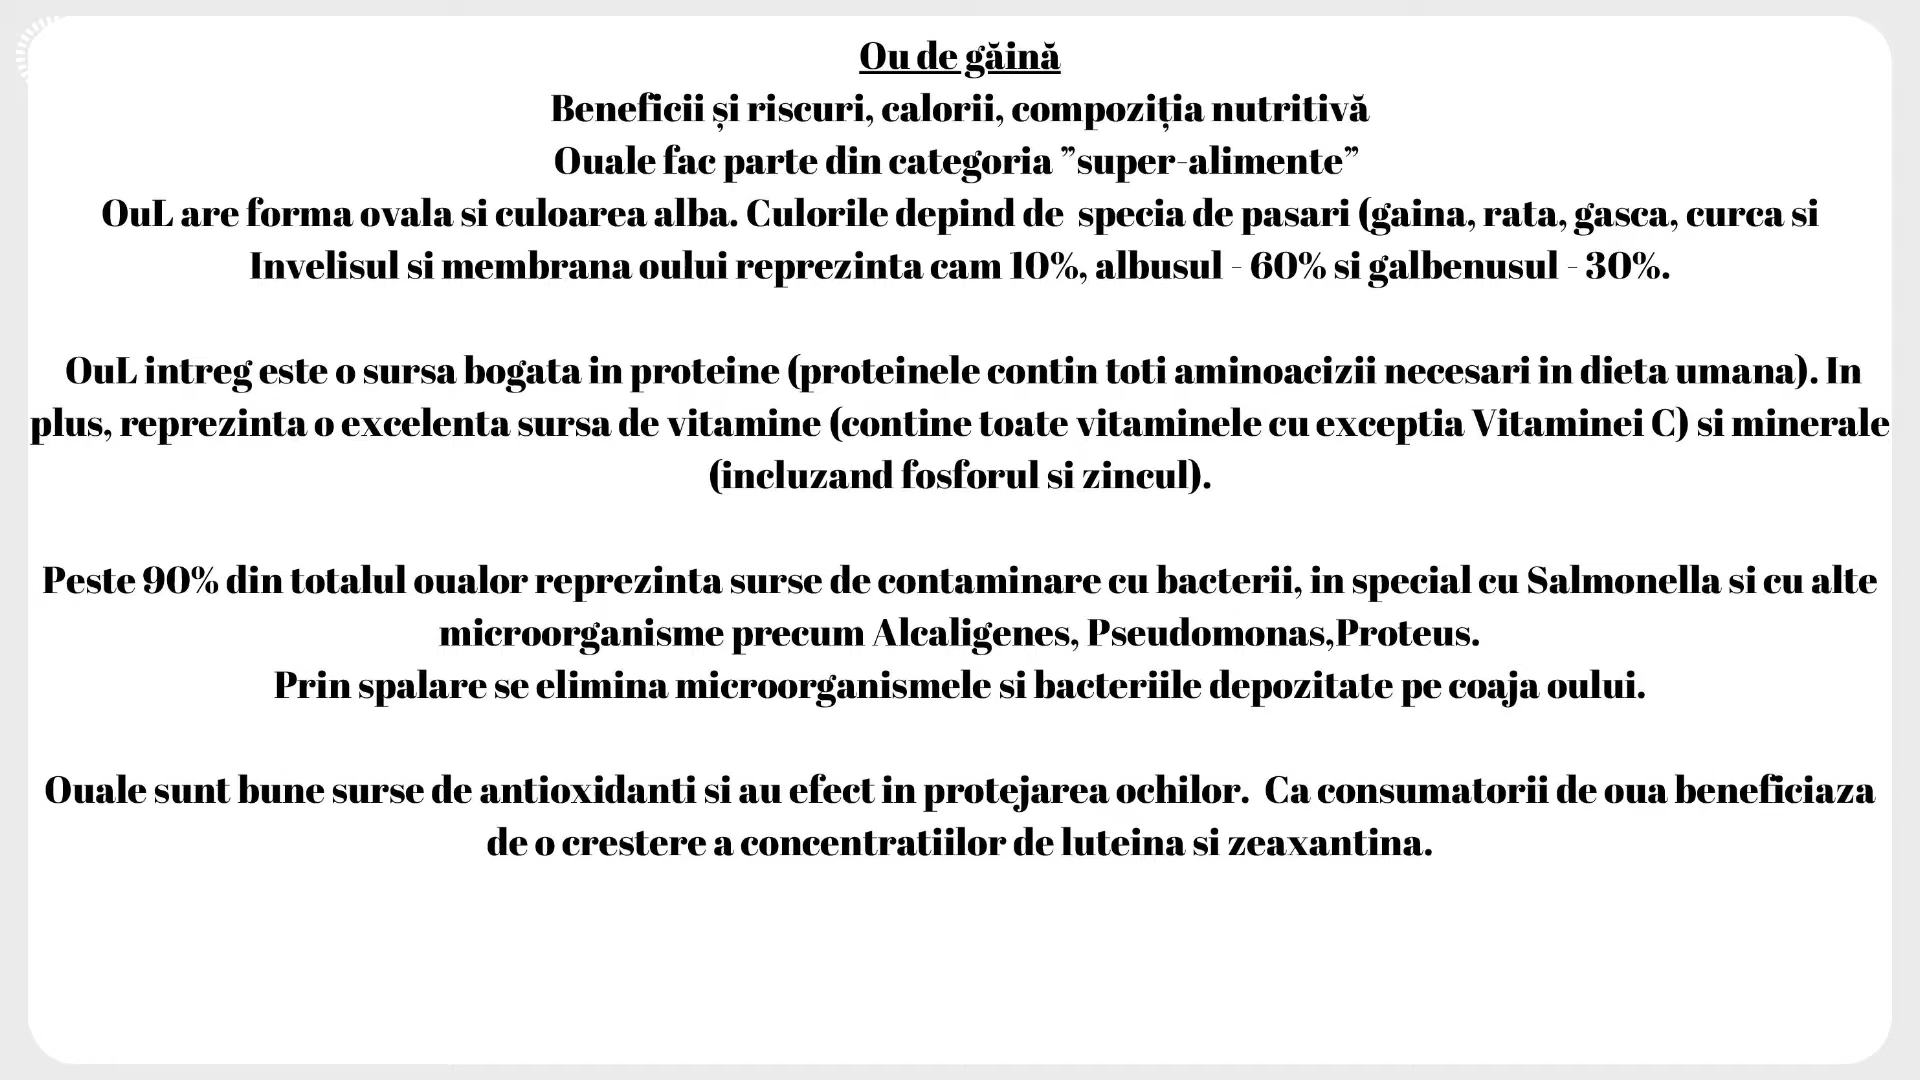 Ou de găină
Beneficii și riscuri, calorii, compoziția nutritivă
Ouale fac parte din categoria ”super-alimente”
OuL are forma ovala si culoarea alba. Culorile depind de  specia de pasari (gaina, rata, gasca, curca si
Invelisul si membrana oului reprezinta cam 10%, albusul - 60% si galbenusul - 30%.
OuL intreg este o sursa bogata in proteine (proteinele contin toti aminoacizii necesari in dieta umana). In
plus, reprezinta o excelenta sursa de vitamine (contine toate vitaminele cu exceptia Vitaminei C) si minerale
(incluzand fosforul si zincul).
Peste 90% din totalul oualor reprezinta surse de contaminare cu bacterii, in special cu Salmonella si cu alte
microorganisme precum Alcaligenes, Pseudomonas,Proteus.
Prin spalare se elimina microorganismele si bacteriile depozitate pe coaja oului.
Ouale sunt bune surse de antioxidanti si au efect in protejarea ochilor.  Ca consumatorii de oua beneficiaza
de o crestere a concentratiilor de luteina si zeaxantina.